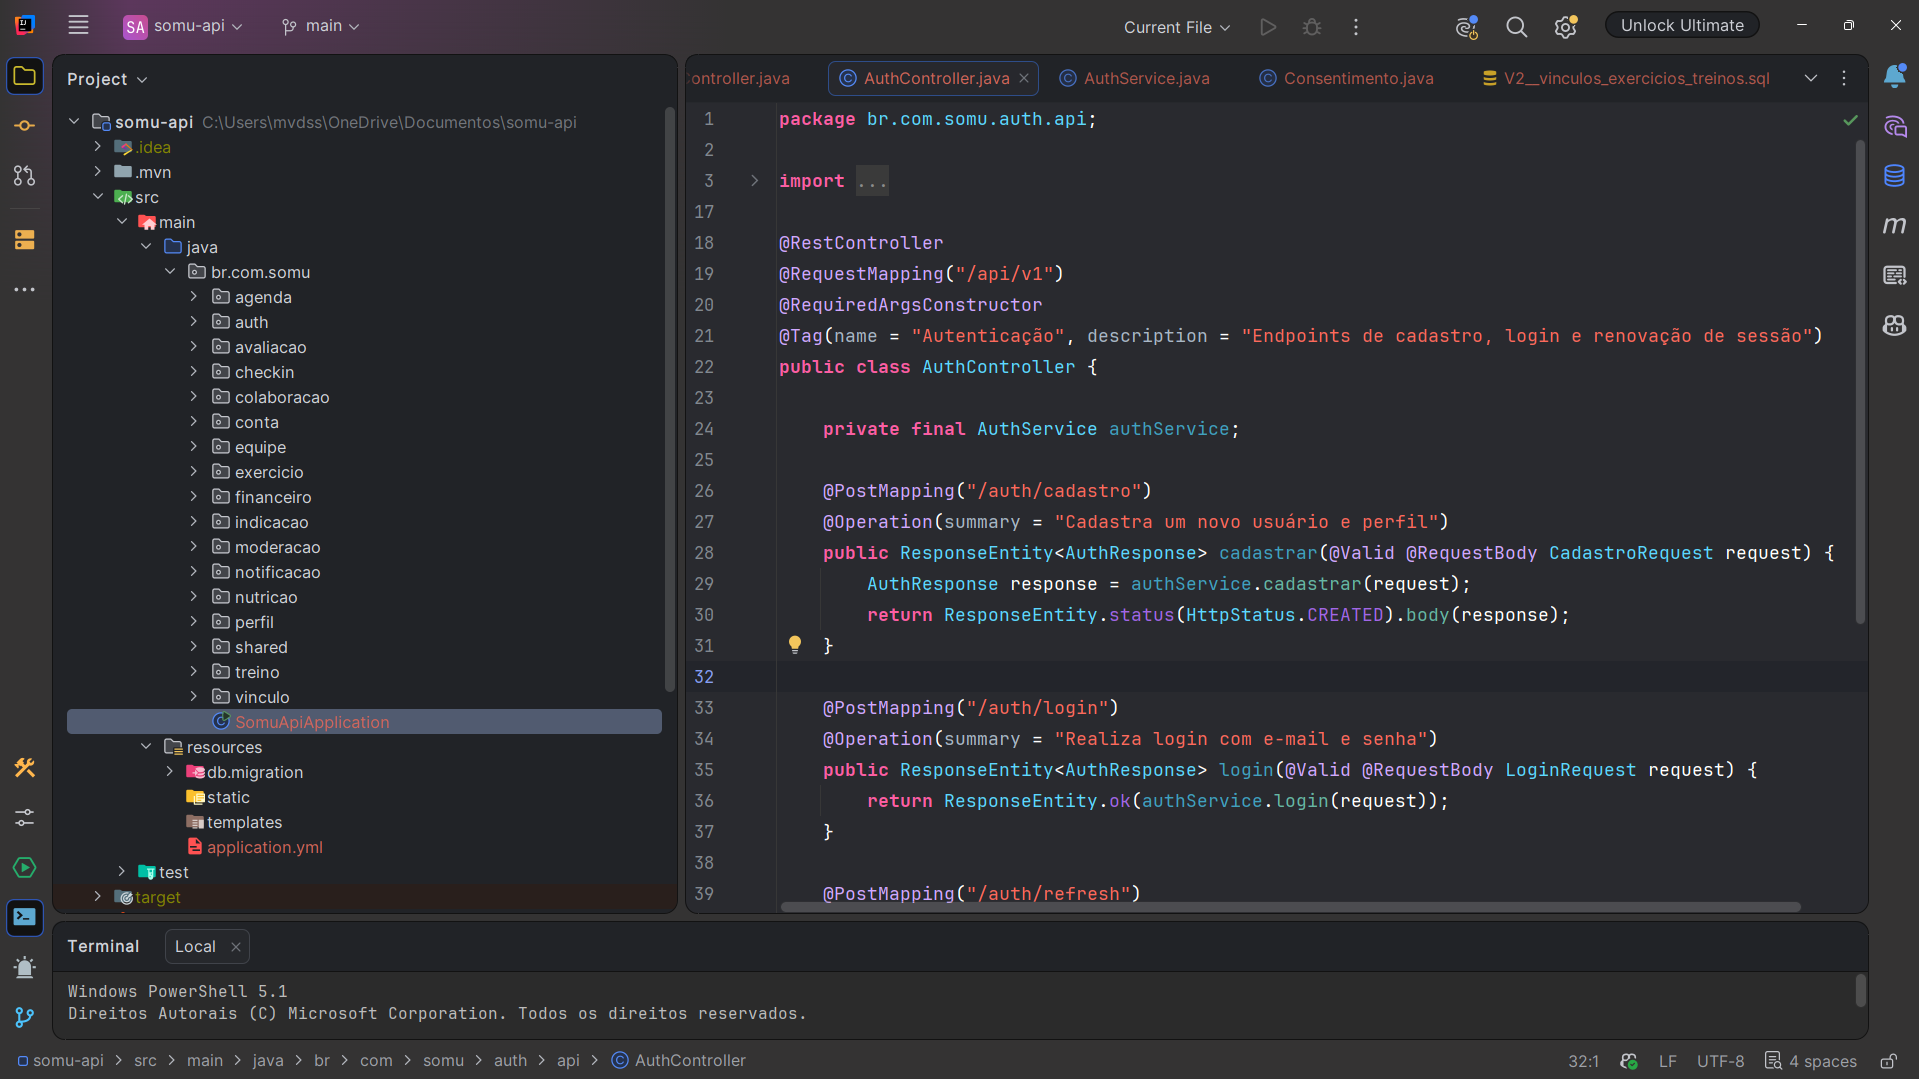 SA somu-api
main
Current File
Unlock Ultimate
Project
somu-api C:\Users\mvdss\OneDrive\Documentos\somu-api
.idea
.mvn
src
main
java
br.com.somu
agenda
auth
avaliacao
checkin
colaboracao
conta
equipe
exercicio
financeiro
indicacao
moderacao
notificacao
nutricao
perfil
shared
treino
vinculo
SomuApiApplication
resources
db.migration
static
templates
application.yml
test
target
ontroller.java
AuthController.java
AuthService.java
Consentimento.java
V2__vinculos_exercicios_treinos.sql
1 package br.com.somu.auth.api;
2
3 import ...
17
18 @RestController
19 @RequestMapping("/api/v1")
20 @RequiredArgsConstructor
21 @Tag(name = "Autenticação", description = "Endpoints de cadastro, login e renovação de sessão")
22 public class AuthController {
23
24 private final AuthService authService;
25
26 @PostMapping("/auth/cadastro")
27 @Operation(summary = "Cadastra um novo usuário e perfil")
28 public ResponseEntity<AuthResponse> cadastrar(@Valid @RequestBody CadastroRequest request) {
29 AuthResponse response = authService.cadastrar(request);
30 return ResponseEntity.status(HttpStatus.CREATED).body(response);
31 }
32
33 @PostMapping("/auth/login")
34 @Operation(summary = "Realiza login com e-mail e senha")
35 public ResponseEntity<AuthResponse> login(@Valid @RequestBody LoginRequest request) {
36 return ResponseEntity.ok(authService.login(request));
37 }
38
39 @PostMapping("/auth/refresh")
Terminal
Local
Windows PowerShell 5.1
Direitos Autorais (C) Microsoft Corporation. Todos os direitos reservados.
somu-api > src > main > java > br > com > somu > auth > api > AuthController
32:1
LF
UTF-8
4 spaces